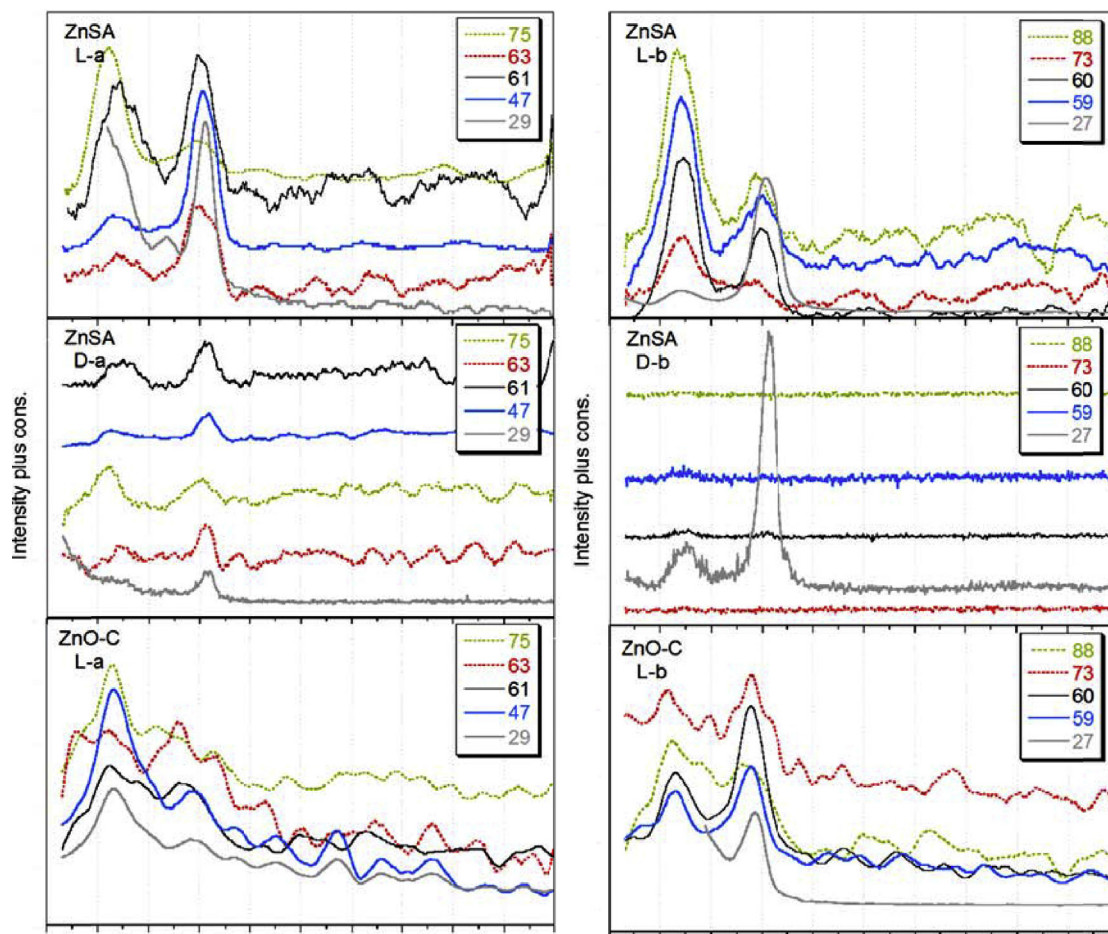 ZnSA
L-a
75
63
61
47
29
ZnSA
L-b
88
73
60
59
27
ZnSA
D-a
75
63
61
47
29
ZnSA
D-b
88
73
60
59
27
ZnO-C
L-a
75
63
61
47
29
ZnO-C
L-b
88
73
60
59
27
Intensity plus cons.
Intensity plus cons.